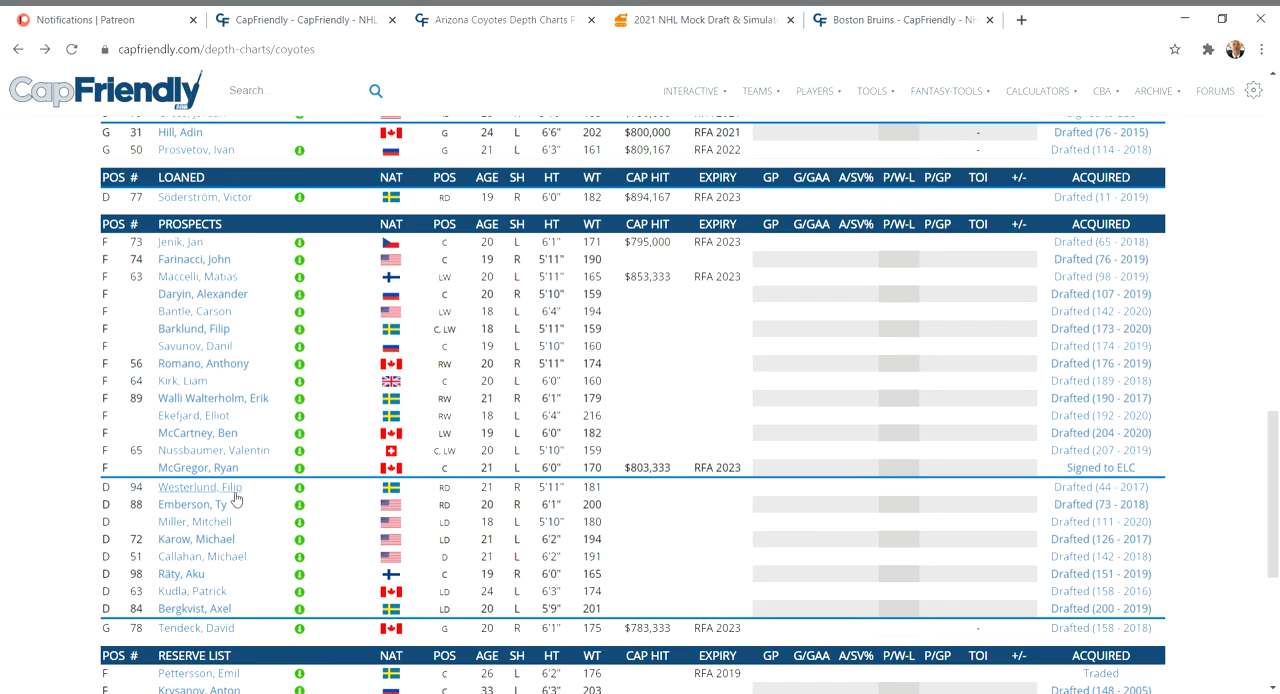 Notifications | Patreon × CapFriendly - CapFriendly - NHL × Arizona Coyotes Depth Charts P × 2021 NHL Mock Draft & Simulat × Boston Bruins - CapFriendly - NH × +
capfriendly.com/depth-charts/coyotes
CapFriendly Search... INTERACTIVE TEAMS PLAYERS TOOLS FANTASY-TOOLS CALCULATORS CBA ARCHIVE FORUMS
G 31 Hill, Adin G 24 L 6'6" 202 $800,000 RFA 2021 - Drafted (76 - 2015)
G 50 Prosvetov, Ivan G 21 L 6'3" 161 $809,167 RFA 2022 - Drafted (114 - 2018)
POS # LOANED NAT POS AGE SH HT WT CAP HIT EXPIRY GP G/GAA A/SV% P/W-L P/GP TOI +/- ACQUIRED
D 77 Söderström, Victor RD 19 R 6'0" 182 $894,167 RFA 2023 Drafted (11 - 2019)
POS # PROSPECTS NAT POS AGE SH HT WT CAP HIT EXPIRY GP G/GAA A/SV% P/W-L P/GP TOI +/- ACQUIRED
F 73 Jeník, Jan C 20 L 6'1" 171 $795,000 RFA 2023 Drafted (65 - 2018)
F 74 Farinacci, John C 19 R 5'11" 190 Drafted (76 - 2019)
F 63 Maccelli, Matias LW 20 L 5'11" 165 $853,333 RFA 2023 Drafted (98 - 2019)
F Daryin, Alexander C 20 R 5'10" 159 Drafted (107 - 2019)
F Bantle, Carson LW 18 L 6'4" 194 Drafted (142 - 2020)
F Barklund, Filip C, LW 18 L 5'11" 159 Drafted (173 - 2020)
F Savunov, Danil C 19 L 5'10" 160 Drafted (174 - 2019)
F 56 Romano, Anthony RW 20 R 5'11" 174 Drafted (176 - 2019)
F 64 Kirk, Liam C 20 L 6'0" 160 Drafted (189 - 2018)
F 89 Walli Walterholm, Erik RW 21 R 6'1" 179 Drafted (190 - 2017)
F Ekefjard, Elliot RW 18 L 6'4" 216 Drafted (192 - 2020)
F McCartney, Ben LW 19 L 6'0" 182 Drafted (204 - 2020)
F 65 Nussbaumer, Valentin C, LW 20 L 5'10" 159 Drafted (207 - 2019)
F McGregor, Ryan C 21 L 6'0" 170 $803,333 RFA 2023 Signed to ELC
D 94 Westerlund, Filip RD 21 R 5'11" 181 Drafted (44 - 2017)
D 88 Emberson, Ty RD 20 R 6'1" 200 Drafted (73 - 2018)
D Miller, Mitchell LD 18 L 5'10" 180 Drafted (111 - 2020)
D 72 Karow, Michael LD 21 L 6'2" 194 Drafted (126 - 2017)
D 51 Callahan, Michael D 21 L 6'2" 191 Drafted (142 - 2018)
D 98 Räty, Aku C 19 R 6'0" 165 Drafted (151 - 2019)
D 63 Kudla, Patrick LD 24 L 6'3" 174 Drafted (158 - 2016)
D 84 Bergkvist, Axel LD 20 L 5'9" 201 Drafted (200 - 2019)
G 78 Tendeck, David G 20 R 6'1" 175 $783,333 RFA 2023 - Drafted (158 - 2018)
POS # RESERVE LIST NAT POS AGE SH HT WT CAP HIT EXPIRY GP G/GAA A/SV% P/W-L P/GP TOI +/- ACQUIRED
F Pettersson, Emil C 26 L 6'2" 176 RFA 2019 Traded
F Krysanov, Anton C 33 L 6'3" 203 Drafted (148 - 2005)